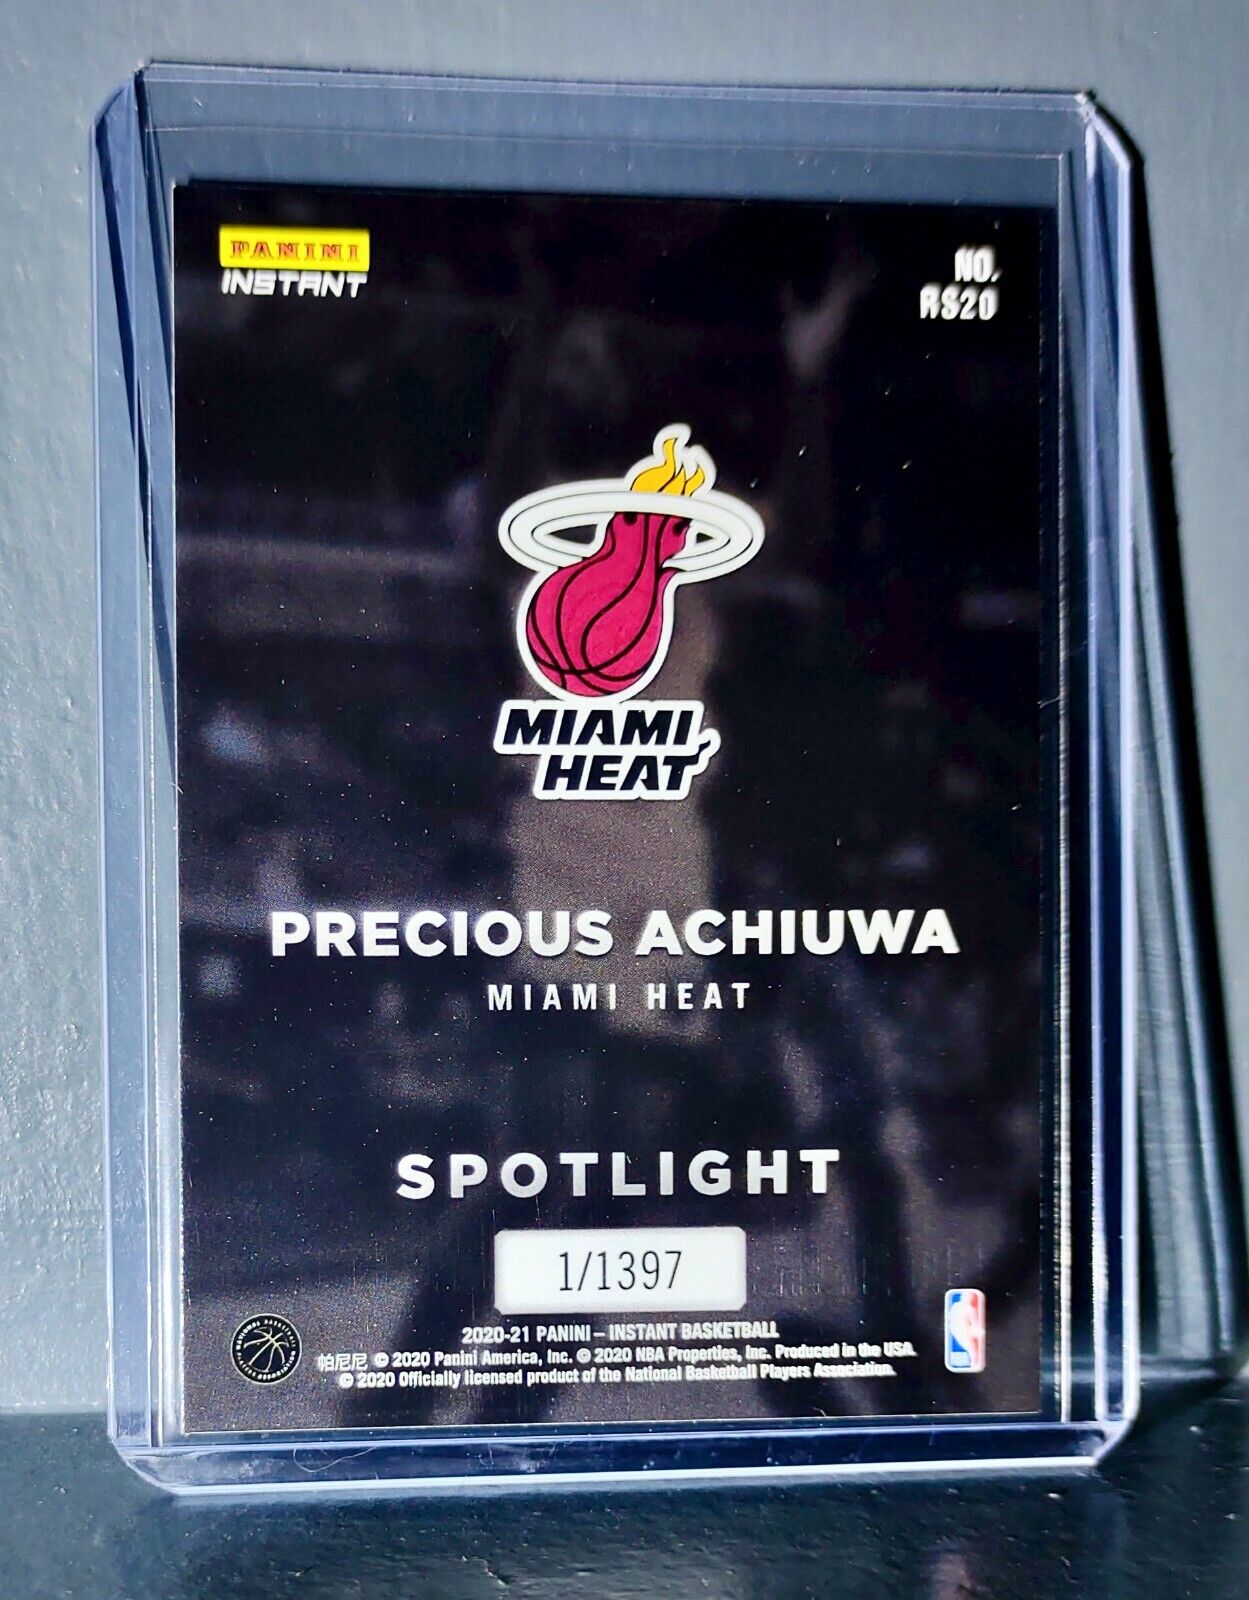 PANINI
INSTANT
NO.
RS20
MIAMI
HEAT
PRECIOUS ACHIUWA
MIAMI HEAT
SPOTLIGHT
1/1397
2020-21 PANINI – INSTANT BASKETBALL
帕尼尼 © 2020 Panini America, Inc. © 2020 NBA Properties, Inc. Produced in the USA.
© 2020 Officially licensed product of the National Basketball Players Association.